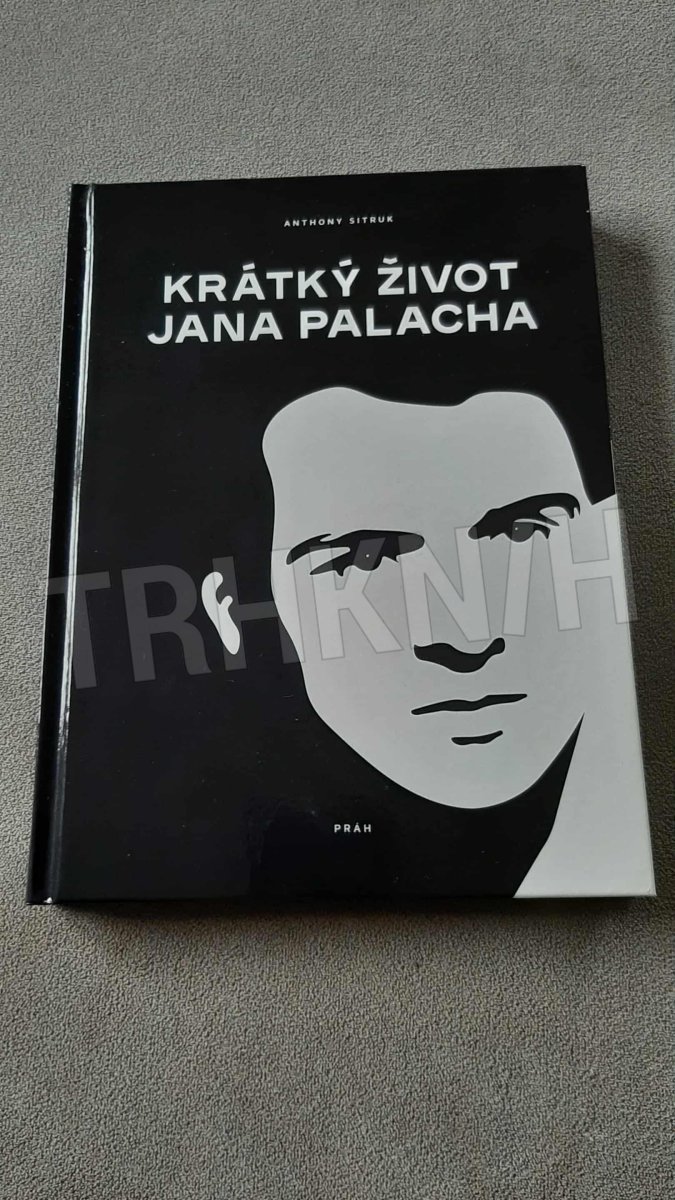 ANTHONY SITRUK
KRÁTKÝ ŽIVOT
JANA PALACHA
TRHKNIH
PRÁH